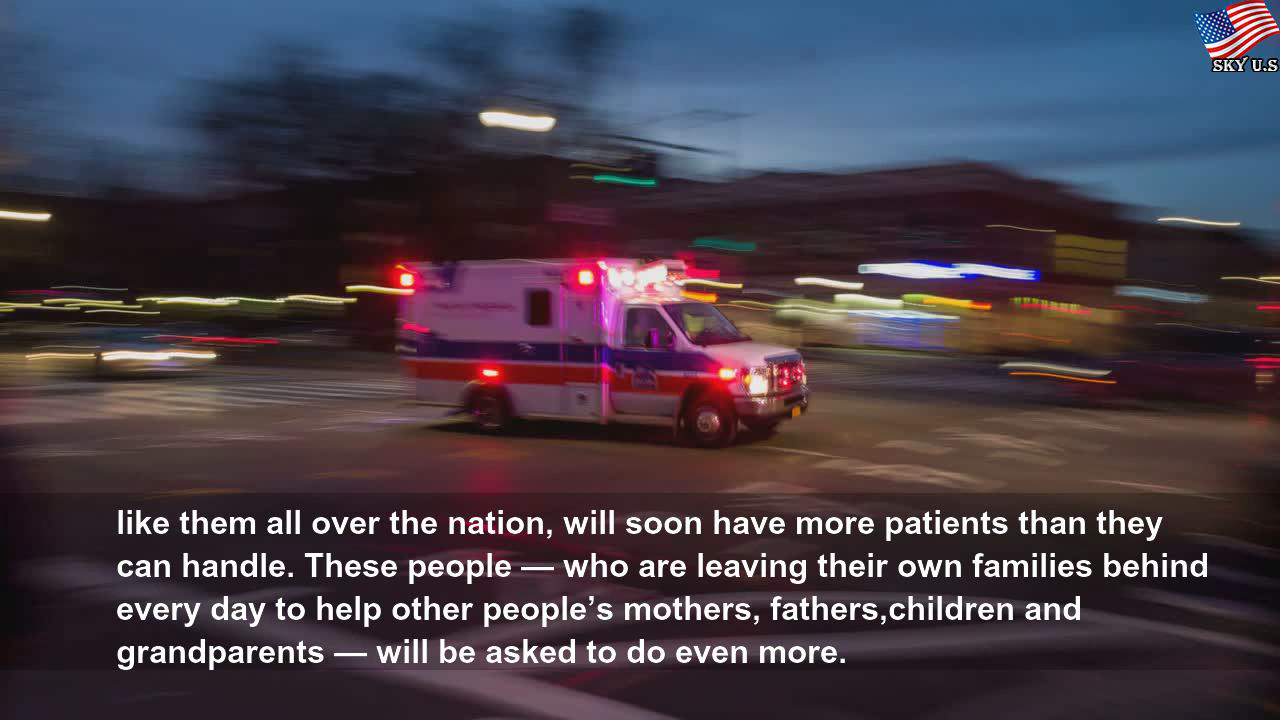 SKY U.S
like them all over the nation, will soon have more patients than they
can handle. These people — who are leaving their own families behind
every day to help other people’s mothers, fathers,children and
grandparents — will be asked to do even more.